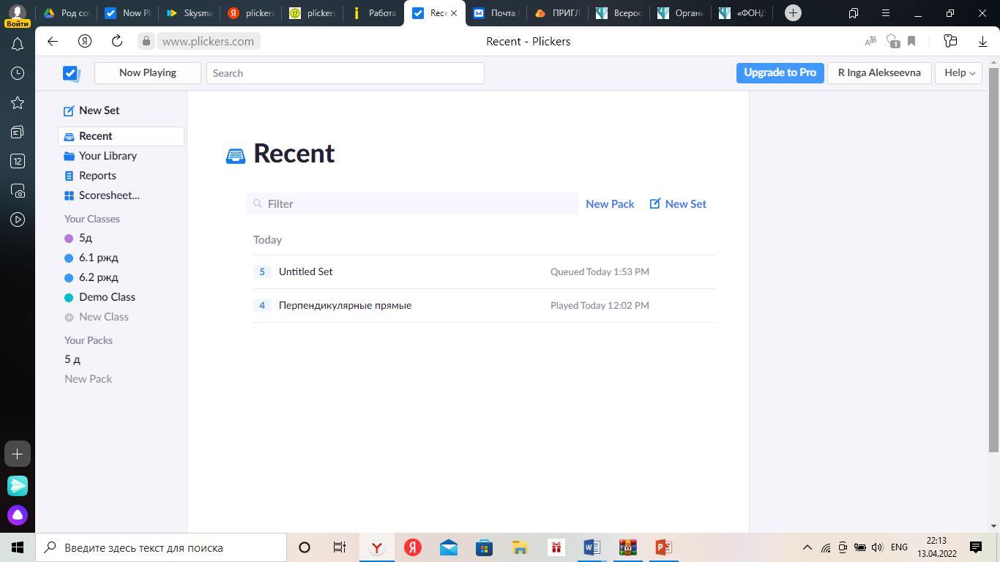 Войти
Род соб
Now Pl
Skysma
plickers
plickers
Работа
Rece
Почта
ПРИГЛ
Всерос
Органи
«ФОНД
www.plickers.com
Recent - Plickers
1
Now Playing
Search
Upgrade to Pro
R Inga Alekseevna
Help
New Set
Recent
Your Library
Reports
Scoresheet...
Your Classes
5д
6.1 ржд
6.2 ржд
Demo Class
New Class
Your Packs
5 д
New Pack
12
Recent
Filter
New Pack
New Set
Today
5 Untitled Set Queued Today 1:53 PM
4 Перпендикулярные прямые Played Today 12:02 PM
Введите здесь текст для поиска
ENG
22:13
13.04.2022